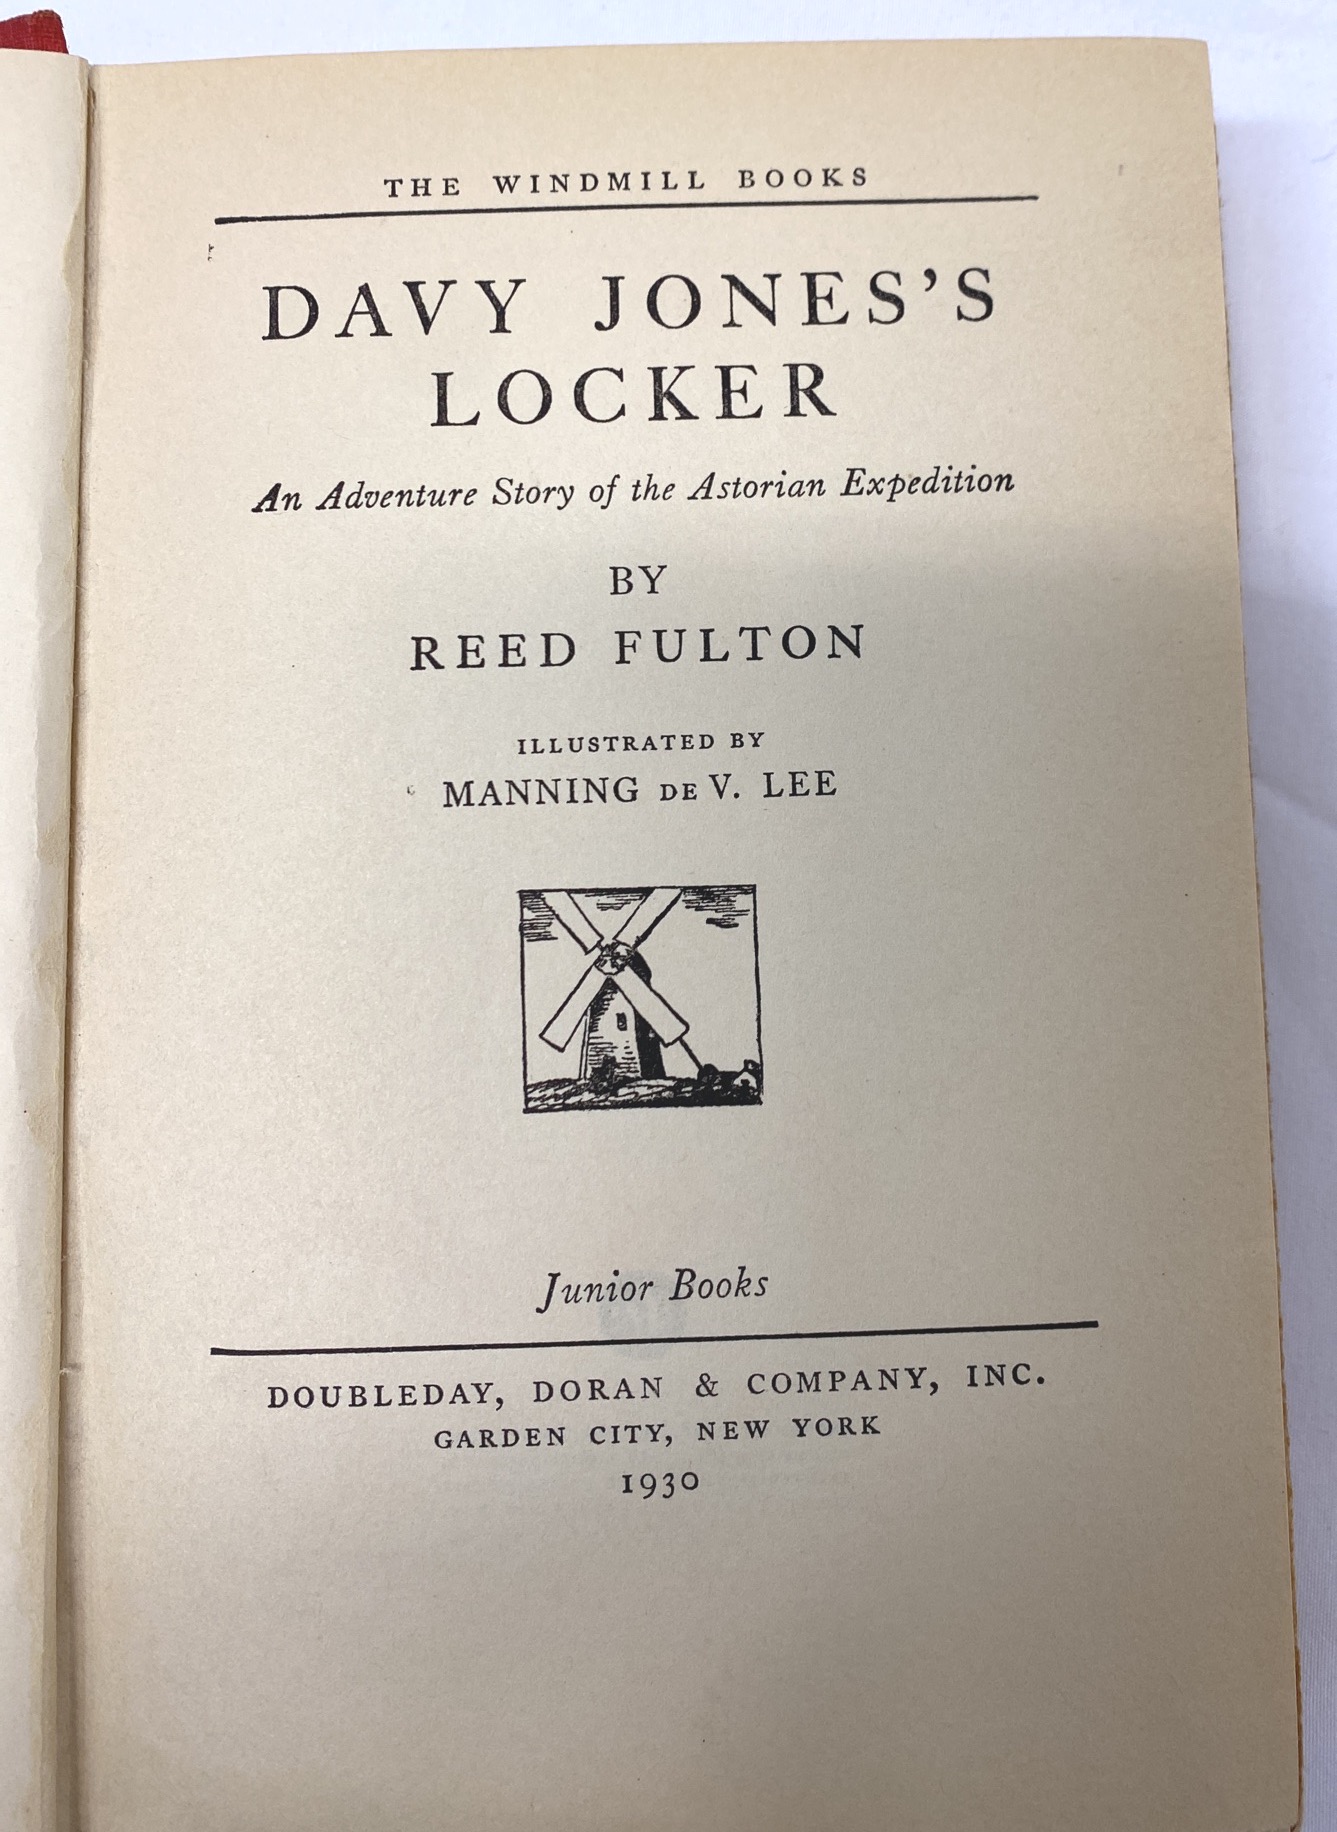 THE WINDMILL BOOKS
DAVY JONES’S
LOCKER
An Adventure Story of the Astorian Expedition
BY
REED FULTON
ILLUSTRATED BY
MANNING DE V. LEE
Junior Books
DOUBLEDAY, DORAN & COMPANY, INC.
GARDEN CITY, NEW YORK
1930